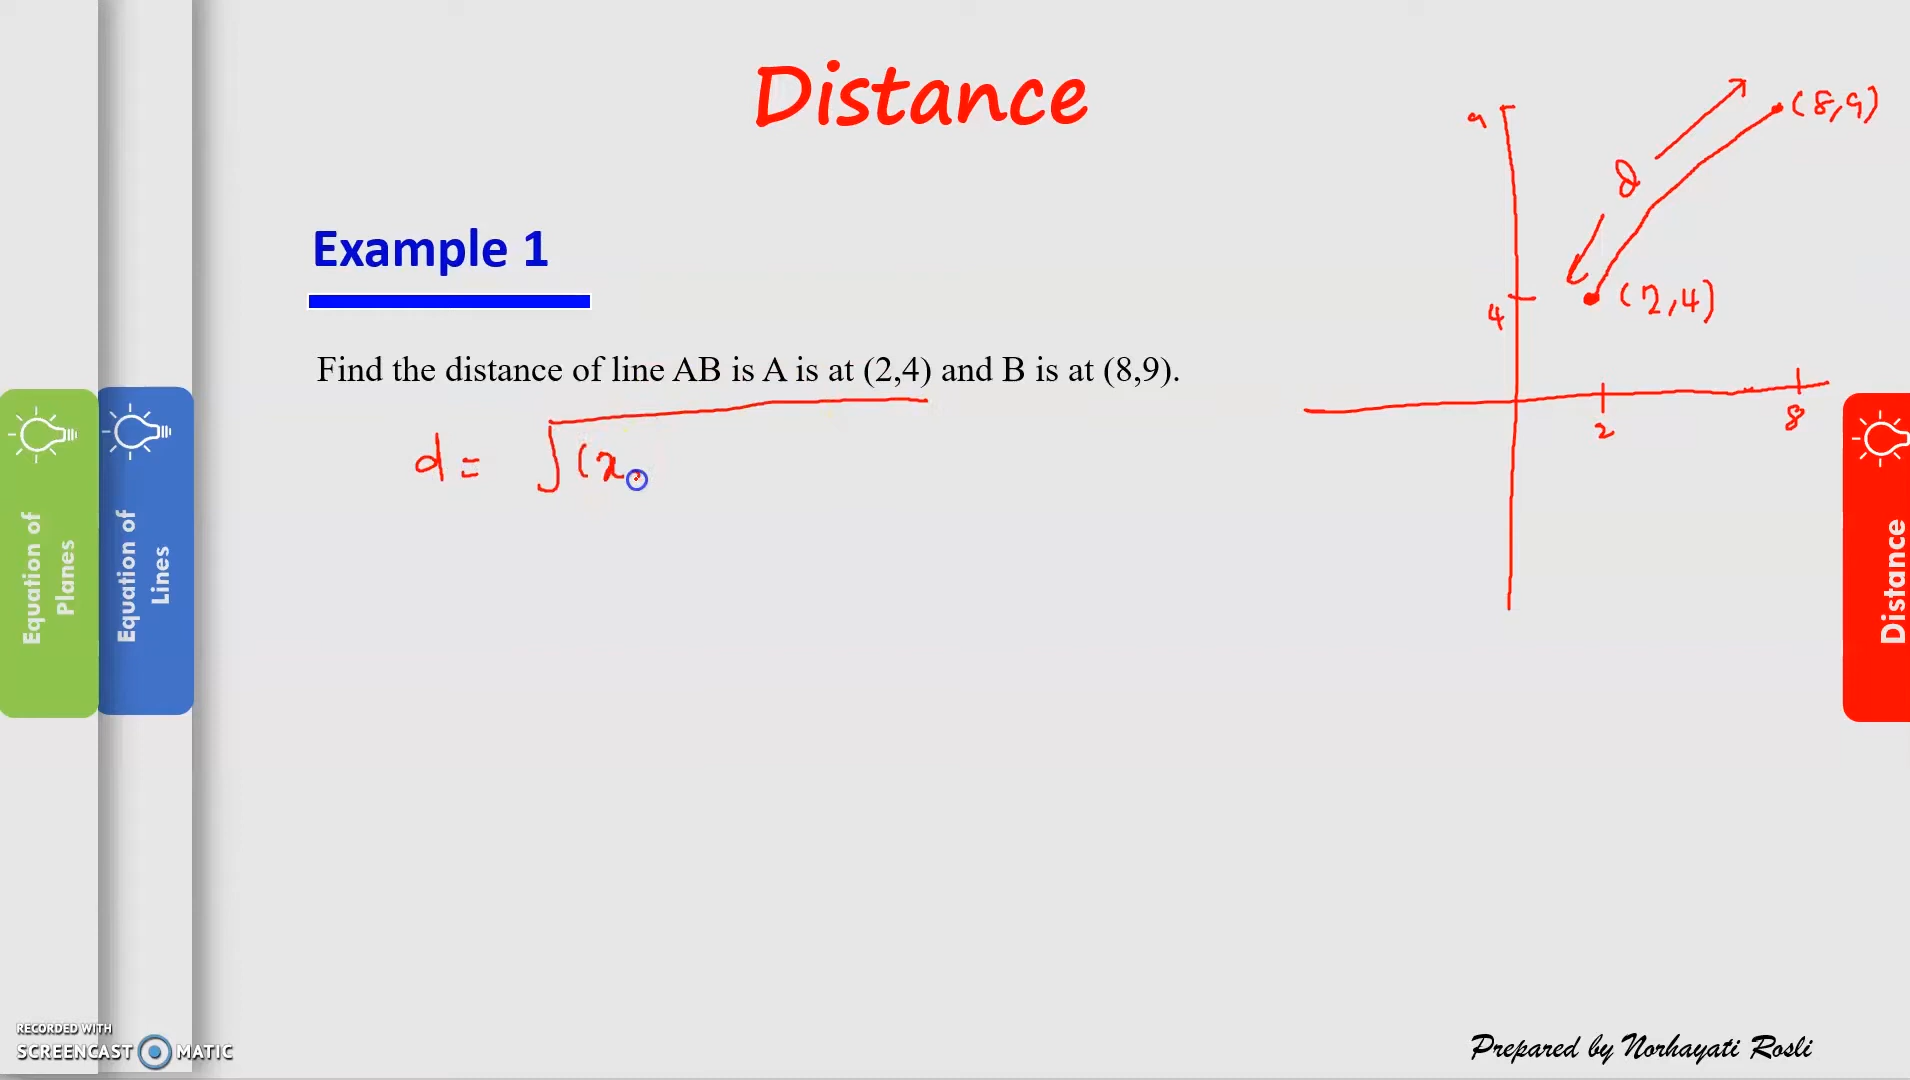 Distance
Example 1
Find the distance of line AB is A is at (2,4) and B is at (8,9).
d = √(x
9
(8,9)
d
(2,4)
4
2
8
Equation of
Planes
Equation of
Lines
Distance
RECORDED WITH
SCREENCAST MATIC
Prepared by Norhayati Rosli